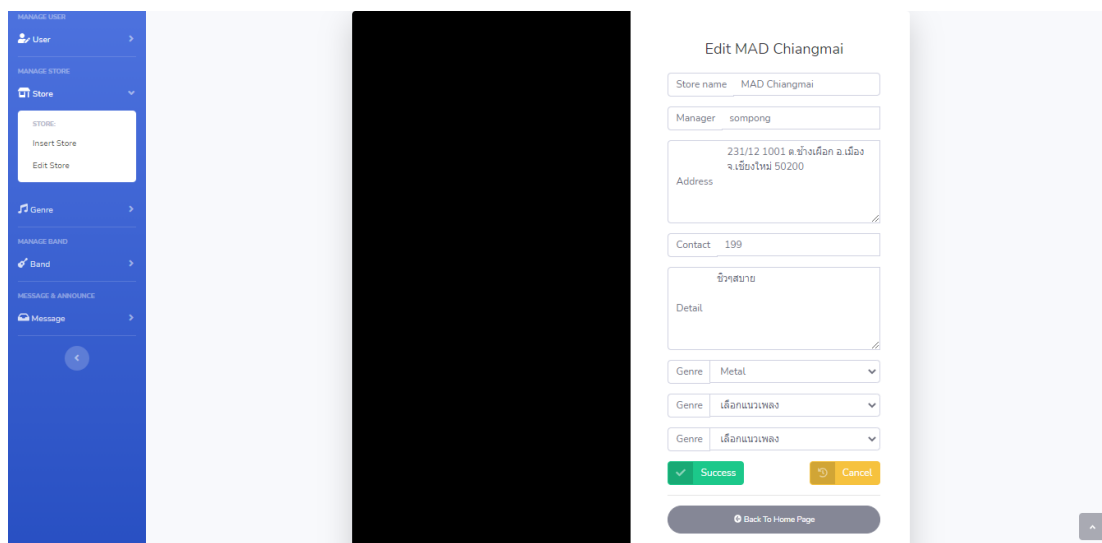 MANAGE USER
User
MANAGE STORE
Store
STORE:
Insert Store
Edit Store
Genre
MANAGE BAND
Band
MESSAGE & ANNOUNCE
Message
Edit MAD Chiangmai
Store name MAD Chiangmai
Manager sompong
Address 231/12 1001 ต.ช้างเผือก อ.เมือง
จ.เชียงใหม่ 50200
Contact 199
Detail ชิวๆสบาย
Genre Metal
Genre เลือกแนวเพลง
Genre เลือกแนวเพลง
Success Cancel
Back To Home Page